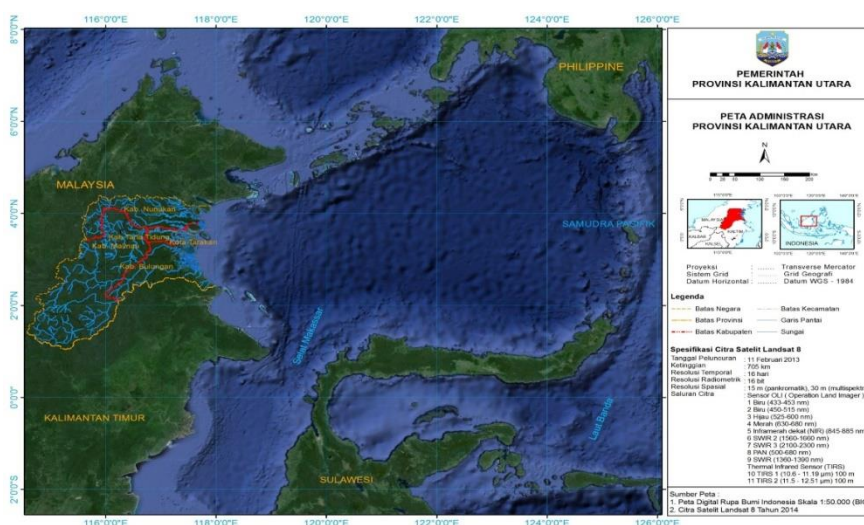 116°0'0"N
118°0'0"N
120°0'0"N
122°0'0"N
124°0'0"N
126°0'0"N
8°0'0"N
6°0'0"N
4°0'0"N
2°0'0"N
0°0'0"N
2°0'0"S
PHILIPPINE
MALAYSIA
Kab. Nunukan
Kab. Tana Tidung
Kota Tarakan
Kab. Malinau
Kab. Bulungan
SAMUDRA PASIFIK
Selat Makassar
KALIMANTAN TIMUR
Laut Banda
SULAWESI
PEMERINTAH
PROVINSI KALIMANTAN UTARA
PETA ADMINISTRASI
PROVINSI KALIMANTAN UTARA
N
MALAYSIA
KALTIM
KALBAR
KALSEL
INDONESIA
Proyeksi : Transverse Mercator
Sistem Grid : Grid Geografi
Datum Horizontal : Datum WGS - 1984
Legenda
Batas Negara
Batas Kecamatan
Batas Provinsi
Garis Pantai
Batas Kabupaten
Sungai
Spesifikasi Citra Satelit Landsat 8
Tanggal Peluncuran : 11 Februari 2013
Ketinggian : 705 km
Resolusi Temporal : 16 hari
Resolusi Radiometrik : 16 bit
Resolusi Spasial : 15 m (pankromatik), 30 m (multispektr
Saluran Citra : Sensor OLI ( Operation Land Imager )
1 Biru (433-453 nm)
2 Biru (450-515 nm)
3 Hijau (525-600 nm)
4 Merah (630-680 nm)
5 Inframerah dekat (NIR) (845-885 nm
6 SWIR 2 (1560-1660 nm)
7 SWIR 3 (2100-2300 nm)
8 PAN (500-680 nm)
9 SWIR (1360-1390 nm)
Thermal Infrared Sensor (TIRS)
10 TIRS 1 (10.6 - 11.19 µm) 100 m
11 TIRS 2 (11.5 - 12.51 µm) 100 m
Sumber Peta :
1. Peta Digital Rupa Bumi Indonesia Skala 1:50.000 (BI
2. Citra Satelit Landsat 8 Tahun 2014